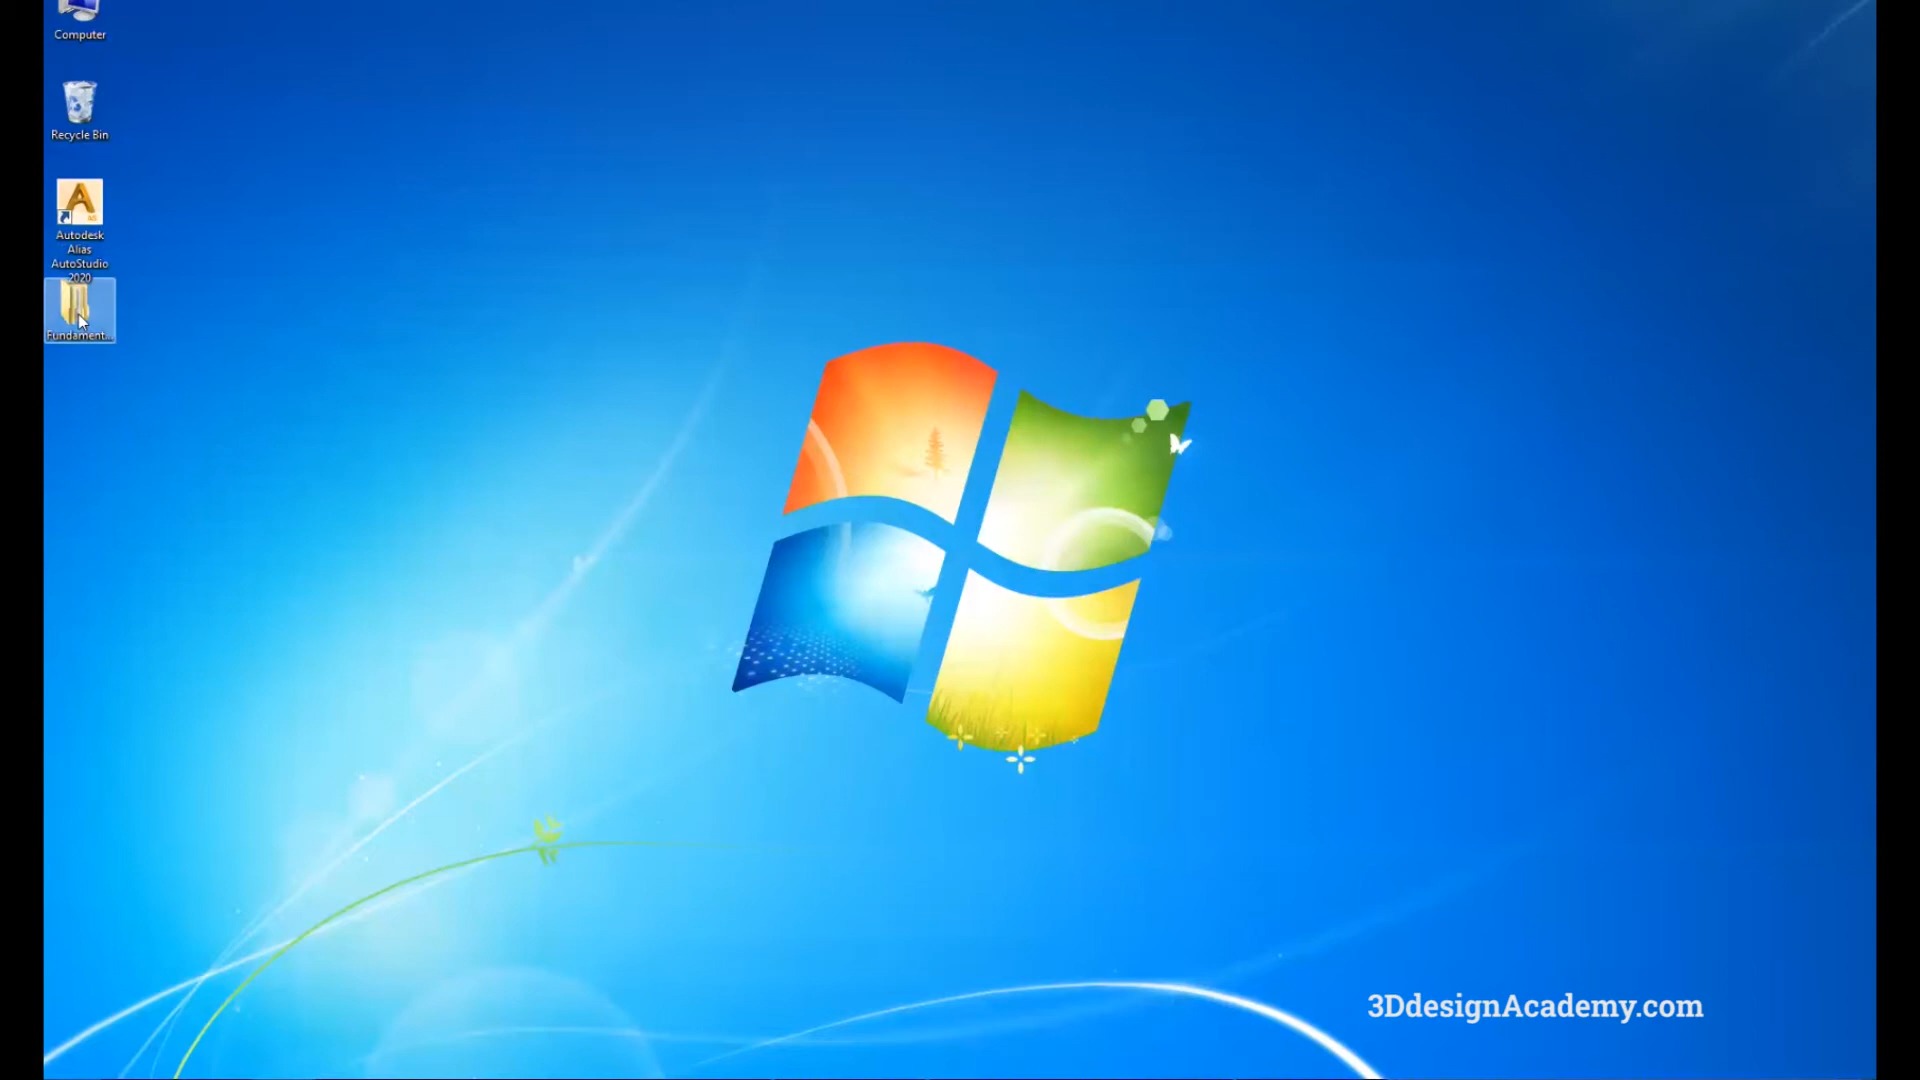 Computer
Recycle Bin
Autodesk
Alias
AutoStudio
2020
Fundament...
3DdesignAcademy.com